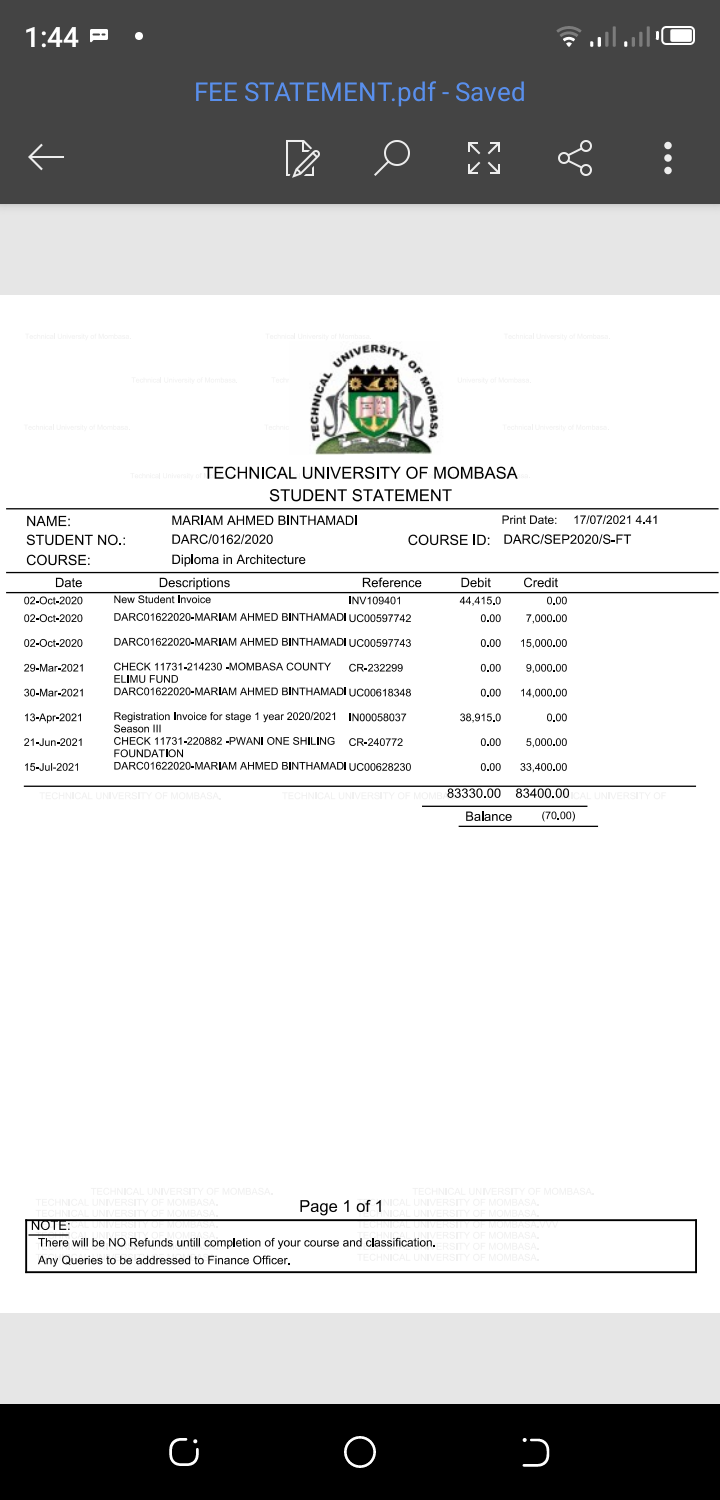 1:44
FEE STATEMENT.pdf - Saved
Technical University of Mombasa
TECHNICAL UNIVERSITY OF MOMBASA
TECHNICAL UNIVERSITY OF MOMBASA
STUDENT STATEMENT
NAME: MARIAM AHMED BINTHAMADI Print Date: 17/07/2021 4.41
STUDENT NO.: DARC/0162/2020 COURSE ID: DARC/SEP2020/S-FT
COURSE: Diploma in Architecture
Date Descriptions Reference Debit Credit
02-Oct-2020 New Student Invoice INV109401 44,415.0 0.00
02-Oct-2020 DARC01622020-MARIAM AHMED BINTHAMADI UC00597742 0.00 7,000.00
02-Oct-2020 DARC01622020-MARIAM AHMED BINTHAMADI UC00597743 0.00 15,000.00
29-Mar-2021 CHECK 11731-214230 -MOMBASA COUNTY CR-232299 0.00 9,000.00
ELIMU FUND
30-Mar-2021 DARC01622020-MARIAM AHMED BINTHAMADI UC00618348 0.00 14,000.00
13-Apr-2021 Registration Invoice for stage 1 year 2020/2021 IN00058037 38,915.0 0.00
Season III
21-Jun-2021 CHECK 11731-220882 -PWANI ONE SHILING CR-240772 0.00 5,000.00
FOUNDATION
15-Jul-2021 DARC01622020-MARIAM AHMED BINTHAMADI UC00628230 0.00 33,400.00
83330.00 83400.00
Balance (70.00)
Page 1 of 1
NOTE:
There will be NO Refunds untill completion of your course and classification.
Any Queries to be addressed to Finance Officer.